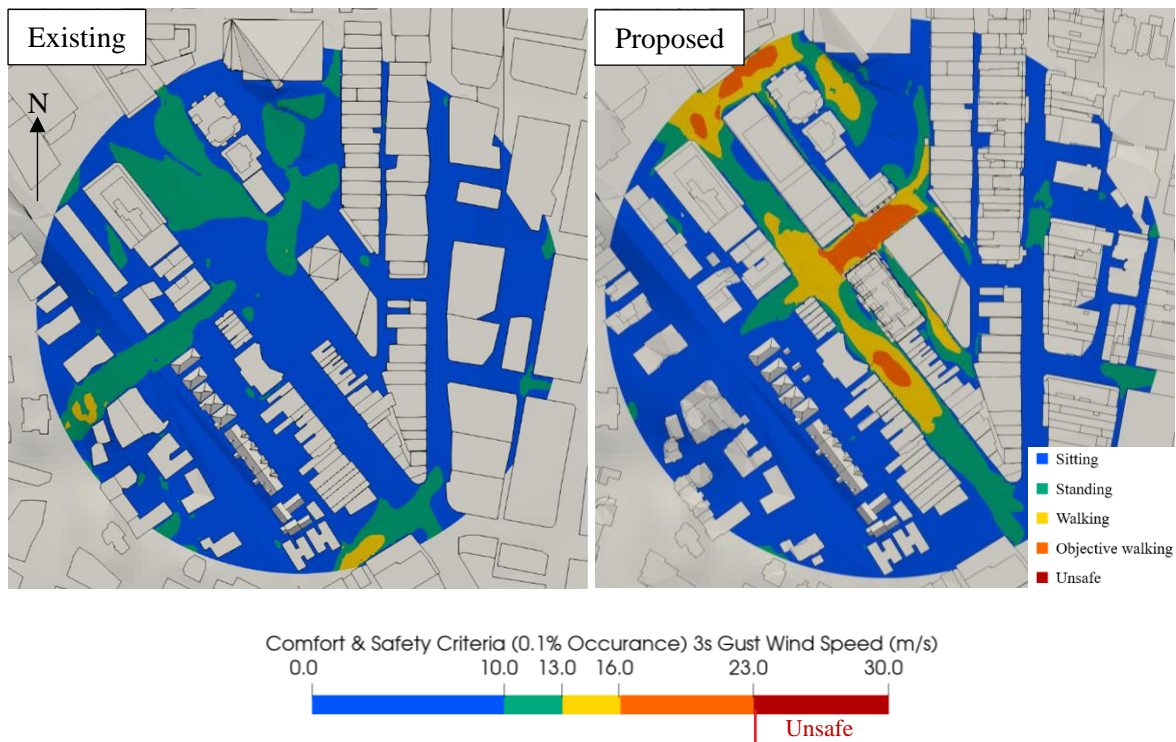 Existing
Proposed
N
Sitting
Standing
Walking
Objective walking
Unsafe
Comfort & Safety Criteria (0.1% Occurance) 3s Gust Wind Speed (m/s)
0.0 10.0 13.0 16.0 23.0 30.0
Unsafe